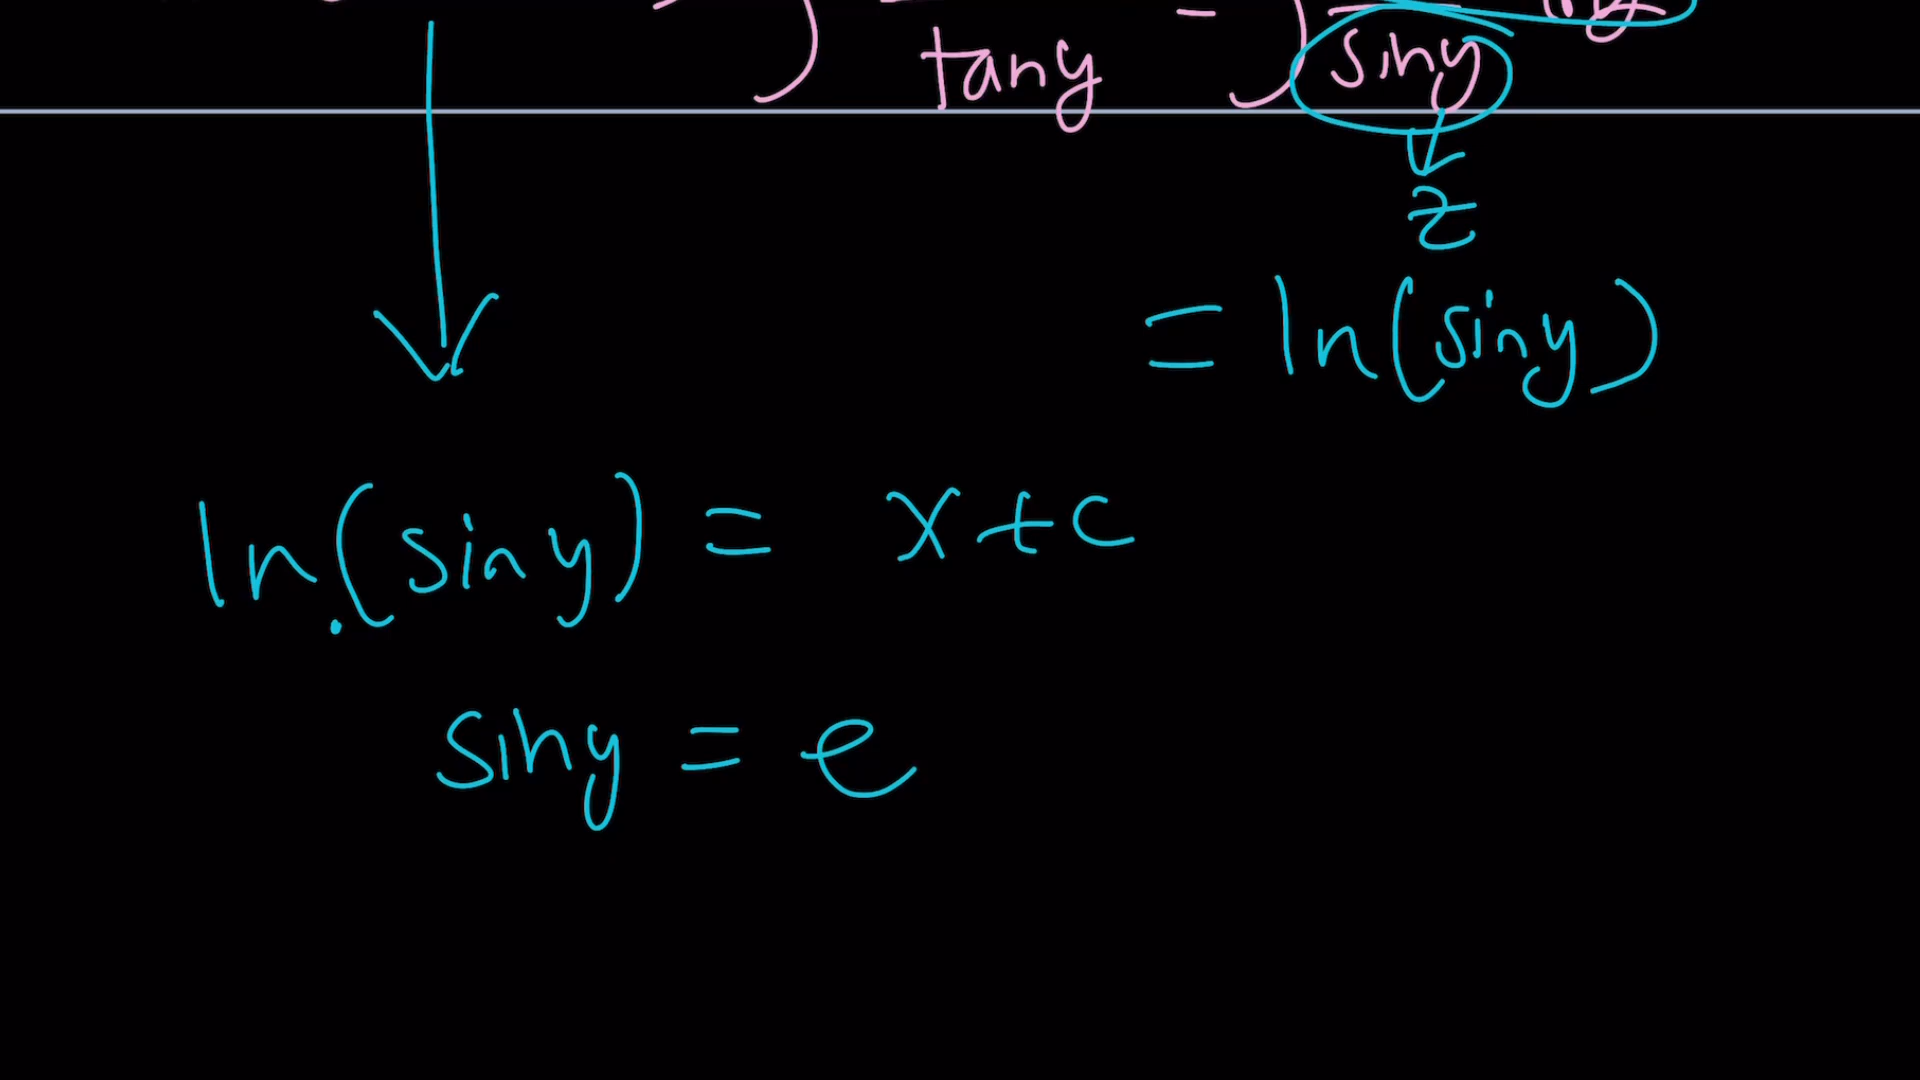 ∫ tany = ∫ siny
z
= ln(siny)
ln(siny) = x+c
siny = e